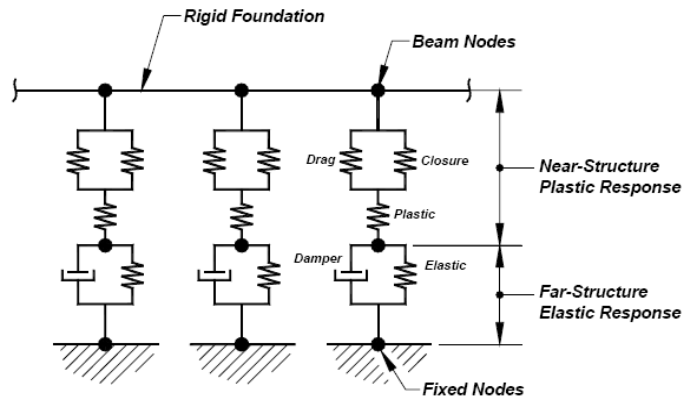 Rigid Foundation
Beam Nodes
Drag
Closure
Near-Structure
Plastic Response
Plastic
Damper
Elastic
Far-Structure
Elastic Response
Fixed Nodes